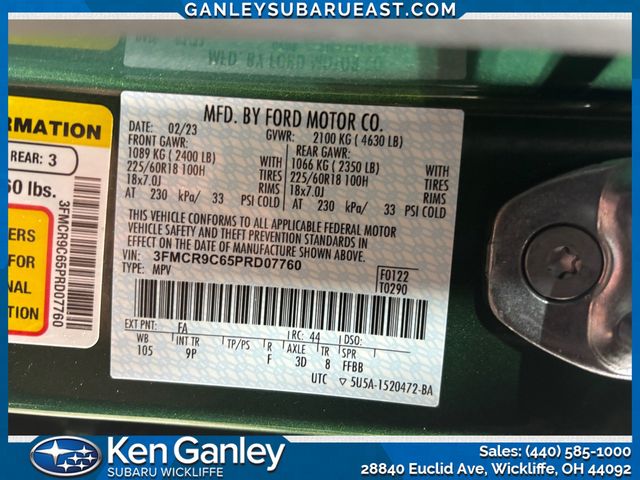 GANLEYSUBARUEAST.COM
MFD. BY FORD MOTOR CO.
DATE: 02/23 GVWR: 2100 KG ( 4630 LB)
FRONT GAWR: REAR GAWR:
1089 KG ( 2400 LB) WITH 1066 KG ( 2350 LB) WITH
225/60R18 100H TIRES 225/60R18 100H TIRES
18x7.0J RIMS 18x7.0J RIMS
AT 230 kPa/ 33 PSI COLD AT 230 kPa/ 33 PSI COLD
THIS VEHICLE CONFORMS TO ALL APPLICABLE FEDERAL MOTOR
VEHICLE SAFETY STANDARDS, BUMPER STANDARDS, AND THEFT
PREVENTION STANDARDS IN EFFECT
ON THE DATE OF MANUFACTURE SHOWN ABOVE.
VIN: 3FMCR9C65PRD07760
TYPE: MPV
F0122
T0290
EXT PNT: FA RC: 44 DSO:
WB INT TR TP/PS R AXLE TR SPR
105 9P F 3D 8 FFBB
UTC 5U5A-1520472-BA
RMATION
REAR: 3
60 lbs.
ERS
FOR
NAL
TION
3FMCR9C65PRD07760
Ken Ganley
SUBARU WICKLIFFE
Sales: (440) 585-1000
28840 Euclid Ave, Wickliffe, OH 44092